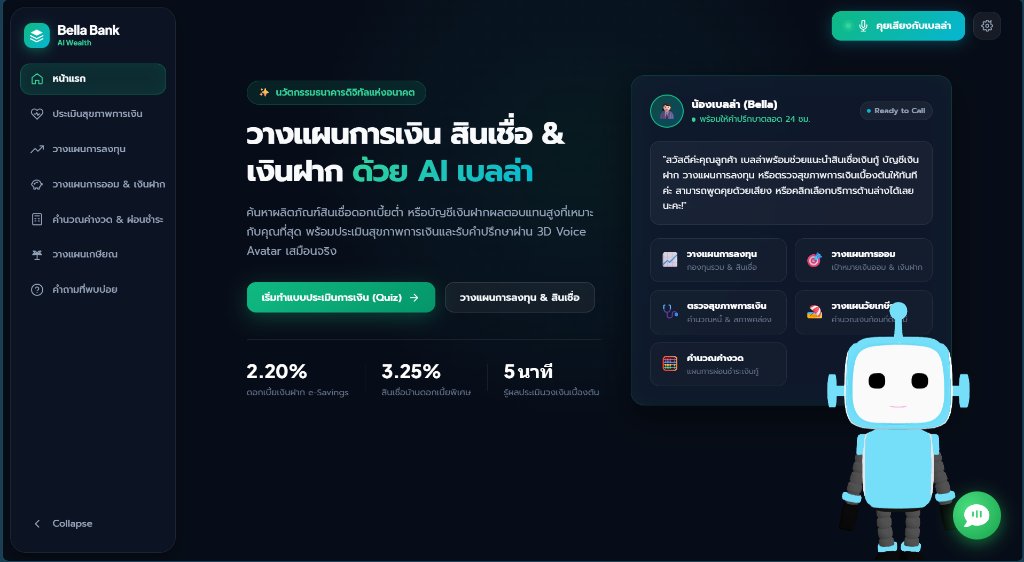 Bella Bank
AI Wealth
หน้าแรก
ประเมินสุขภาพการเงิน
วางแผนการลงทุน
วางแผนการออม & เงินฝาก
คำนวณค่างวด & ผ่อนชำระ
วางแผนเกษียณ
คำถามที่พบบ่อย
Collapse
คุยเสียงกับเบลล่า
นวัตกรรมธนาคารดิจิทัลแห่งอนาคต
วางแผนการเงิน สินเชื่อ &
เงินฝาก ด้วย AI เบลล่า
ค้นหาผลิตภัณฑ์สินเชื่อดอกเบี้ยต่ำ หรือบัญชีเงินฝากผลตอบแทนสูงที่เหมาะ
กับคุณที่สุด พร้อมประเมินสุขภาพการเงินและรับคำปรึกษาผ่าน 3D Voice
Avatar เสมือนจริง
เริ่มทำแบบประเมินการเงิน (Quiz) →
วางแผนการลงทุน & สินเชื่อ
2.20%
ดอกเบี้ยเงินฝาก e-Savings
3.25%
สินเชื่อบ้านดอกเบี้ยพิเศษ
5 นาที
รู้ผลประเมินวงเงินเบื้องต้น
น้องเบลล่า (Bella)
พร้อมให้คำปรึกษาตลอด 24 ชม.
Ready to Call
"สวัสดีค่ะคุณลูกค้า เบลล่าพร้อมช่วยแนะนำสินเชื่อเงินกู้ บัญชีเงิน
ฝาก วางแผนการลงทุน หรือตรวจสุขภาพการเงินเบื้องต้นให้ทันที
ค่ะ สามารถพูดคุยด้วยเสียง หรือคลิกเลือกบริการด้านล่างได้เลย
นะคะ!"
วางแผนการลงทุน
กองทุนรวม & สินเชื่อ
วางแผนการออม
เป้าหมายเงินออม & เงินฝาก
ตรวจสุขภาพการเงิน
คำนวณหนี้ & สภาพคล่อง
วางแผนวัยเกษี
คำนวณเงินก้อน
คำนวณค่างวด
แผนการผ่อนชำระเงินกู้